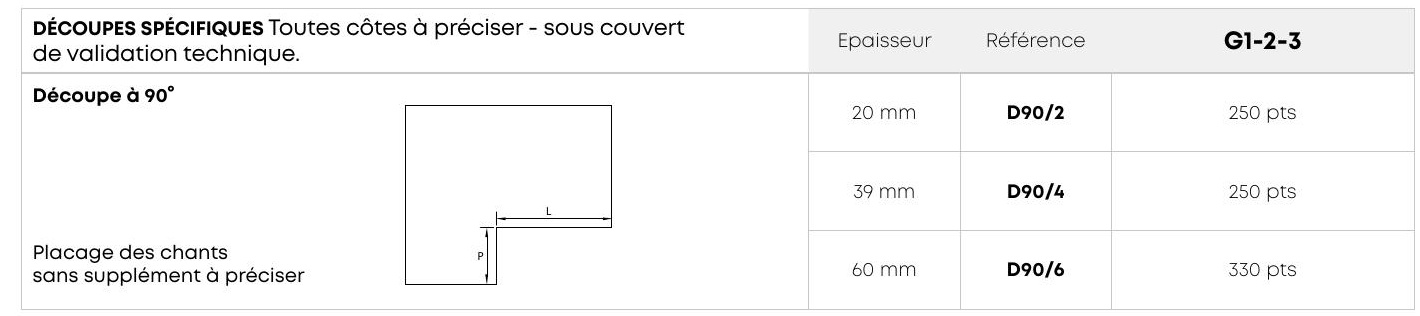 DÉCOUPES SPÉCIFIQUES Toutes côtes à préciser - sous couvert
de validation technique.
Epaisseur Référence G1-2-3
Découpe à 90°
20 mm D90/2 250 pts
39 mm D90/4 250 pts
L
P
Placage des chants
sans supplément à préciser
60 mm D90/6 330 pts